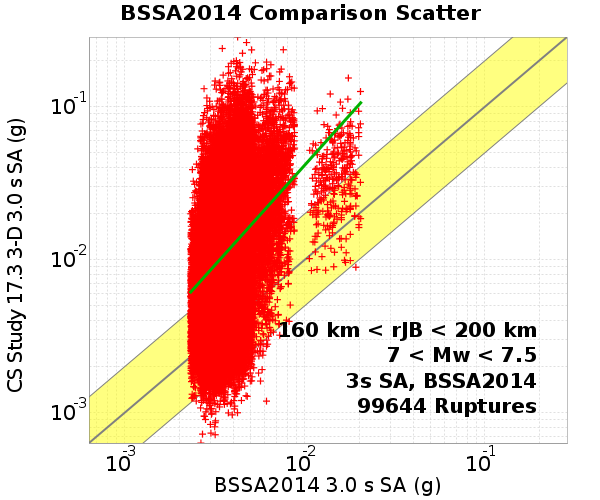 BSSA2014 Comparison Scatter
CS Study 17.3 3-D 3.0 s SA (g)
10-1
10-2
10-3
160 km < rJB < 200 km
7 < Mw < 7.5
3s SA, BSSA2014
99644 Ruptures
10-3 10-2 10-1
BSSA2014 3.0 s SA (g)